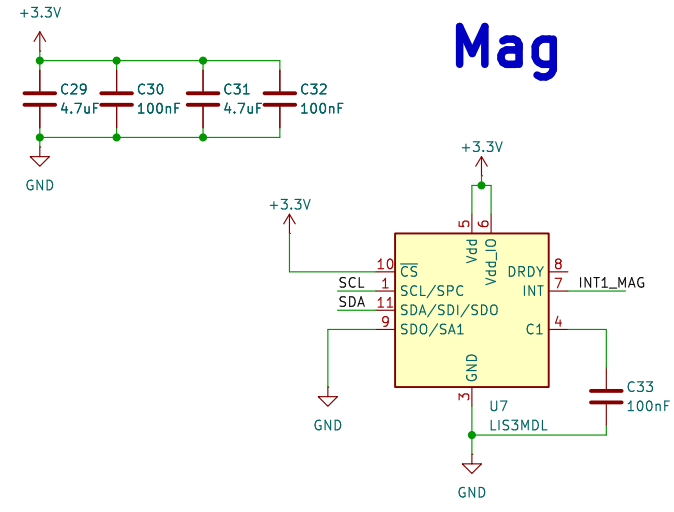 +3.3V
Mag
C29 C30 C31 C32
4.7uF 100nF 4.7uF 100nF
GND
+3.3V
+3.3V
5 6
Vdd Vdd_IO
10 CS DRDY 8
SCL 1 SCL/SPC INT 7 INT1_MAG
SDA 11 SDA/SDI/SDO
9 SDO/SA1 C1 4
GND
3
C33
100nF
U7
LIS3MDL
GND
GND